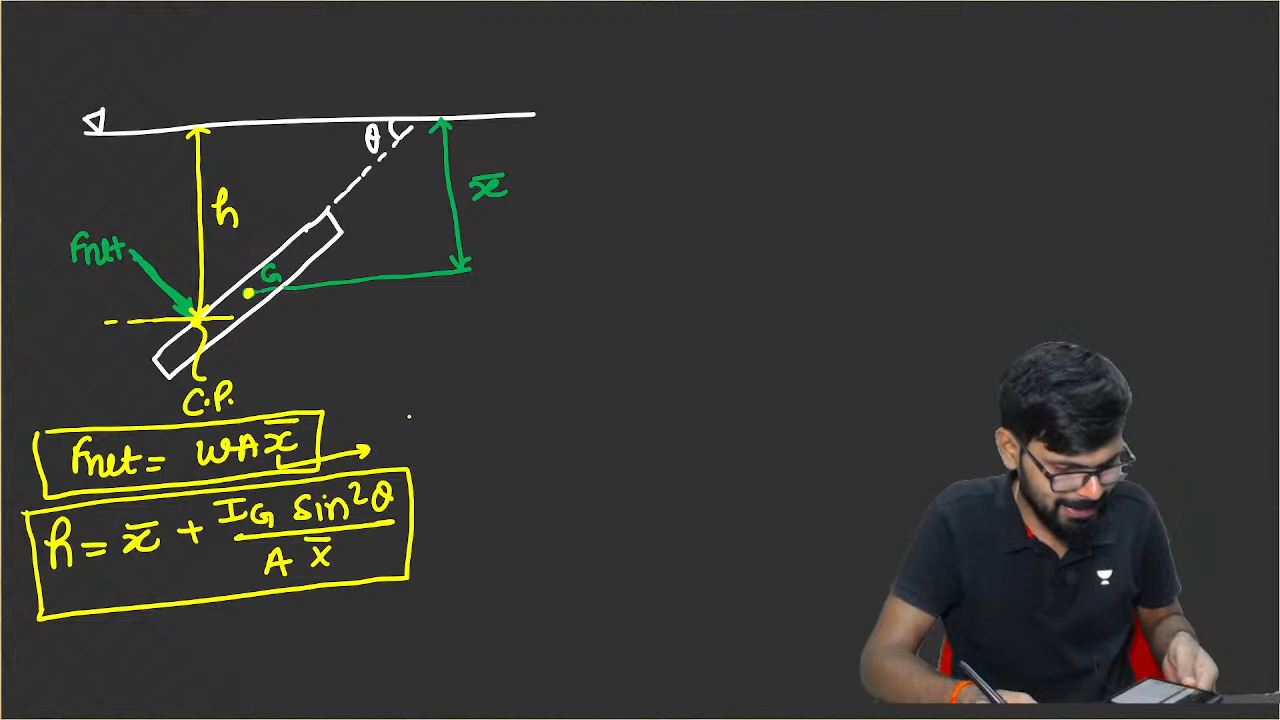 θ
x̄
h
Fnet
G
C.P.
Fnet = wAx̄
h = x̄ + IG sin²θ / A x̄